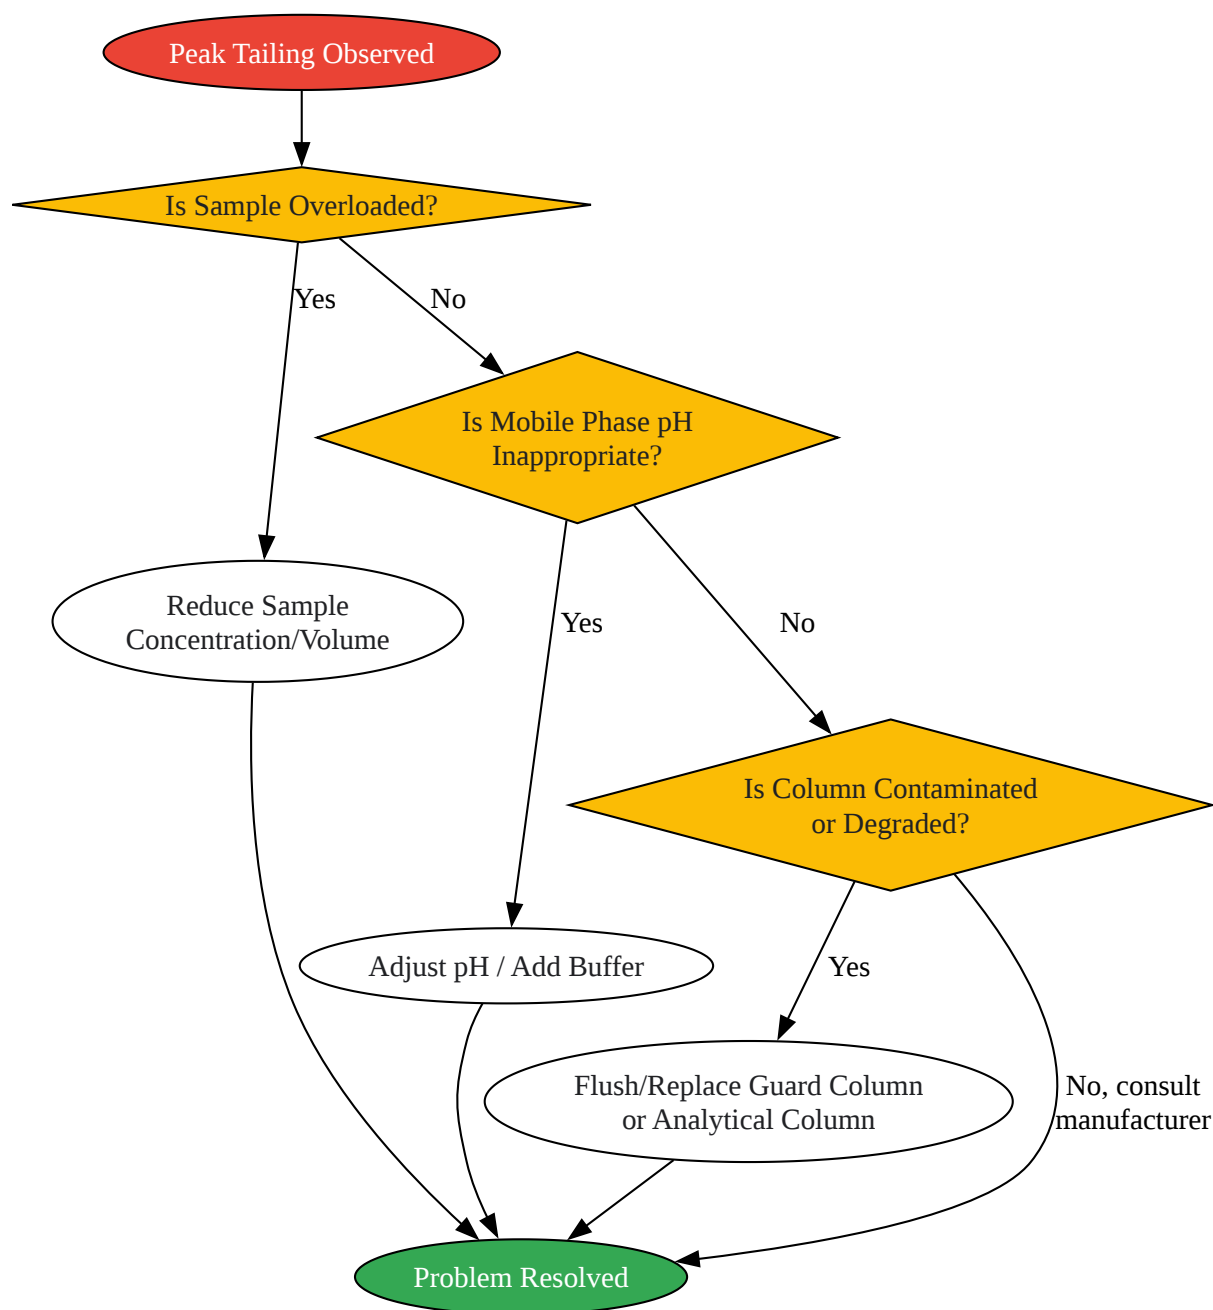 Peak Tailing Observed
Is Sample Overloaded?
Yes
No
Is Mobile Phase pH
Inappropriate?
Reduce Sample
Concentration/Volume
Yes
No
Is Column Contaminated
or Degraded?
Adjust pH / Add Buffer
Yes
Flush/Replace Guard Column
or Analytical Column
No, consult
manufacturer
Problem Resolved